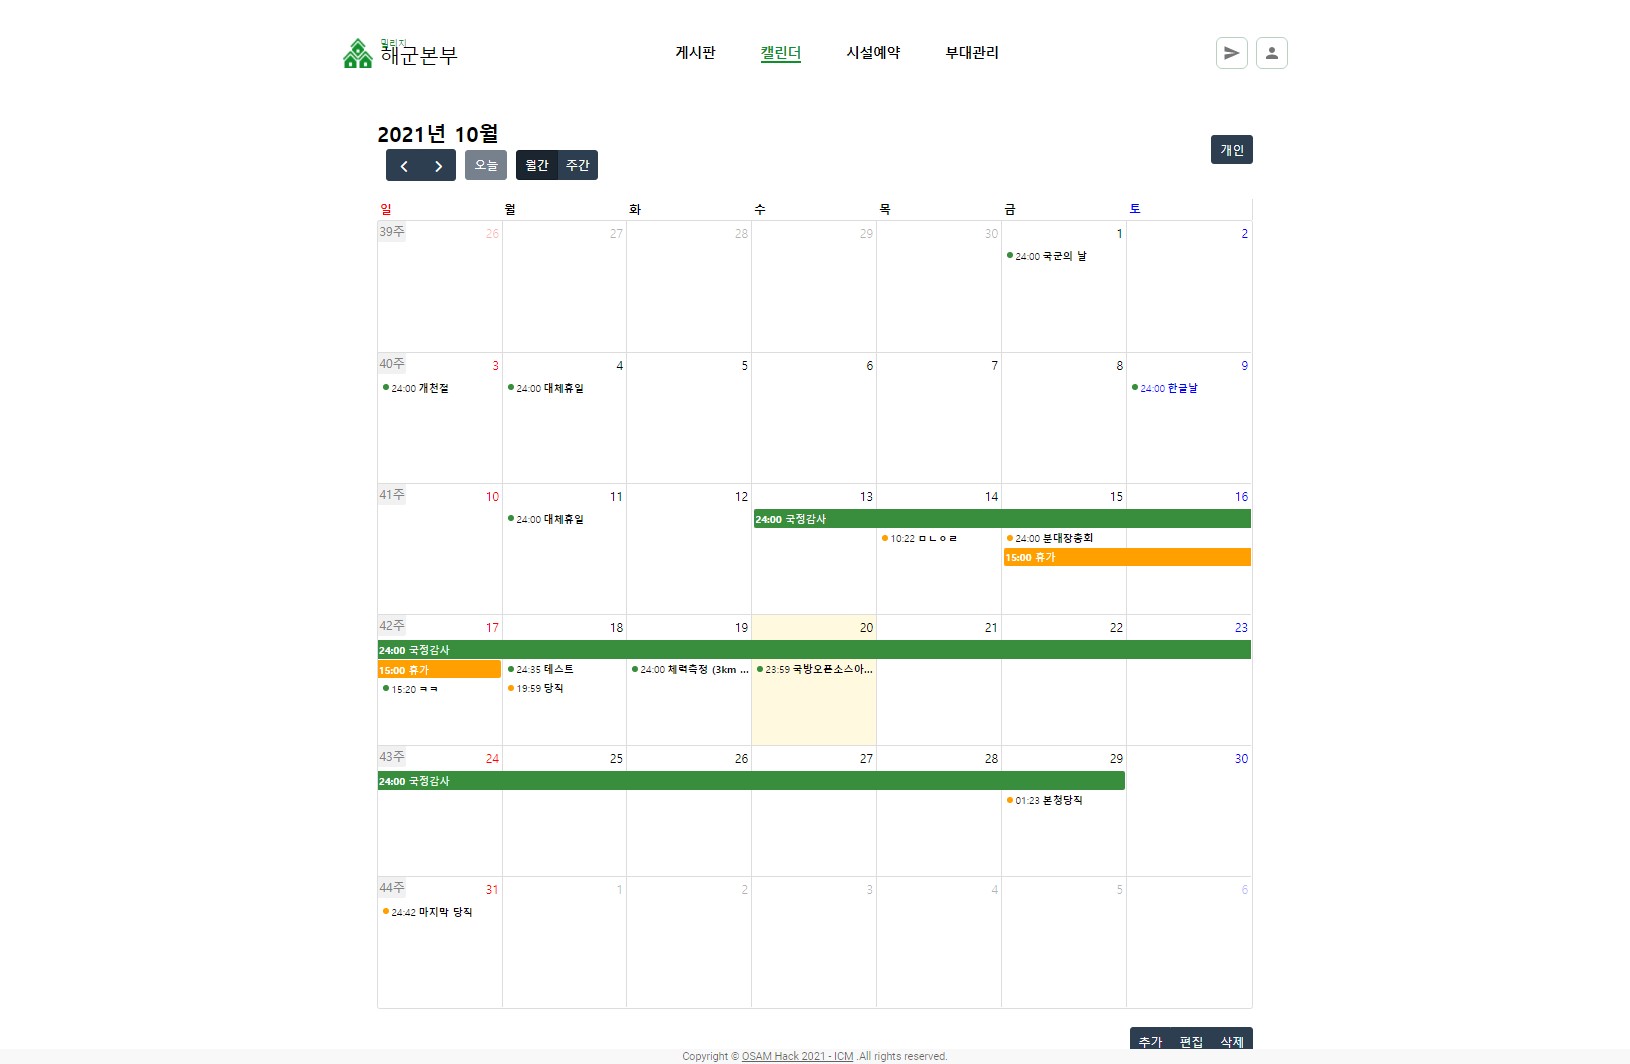 밀리지
해군본부
게시판 캘린더 시설예약 부대관리
2021년 10월
오늘 월간 주간 개인
일 월 화 수 목 금 토
39주 26 27 28 29 30 1 2
24:00 국군의 날
40주 3 4 5 6 7 8 9
24:00 개천절 24:00 대체휴일 24:00 한글날
41주 10 11 12 13 14 15 16
24:00 대체휴일 24:00 국정감사
10:22 ㅁㄴㅇㄹ 24:00 분대장총회
15:00 휴가
42주 17 18 19 20 21 22 23
24:00 국정감사
15:00 휴가 24:35 테스트 24:00 체력측정 (3km ... 23:59 국방오픈소스아...
15:20 ㅋㅋ 19:59 당직
43주 24 25 26 27 28 29 30
24:00 국정감사
01:23 본청당직
44주 31 1 2 3 4 5 6
24:42 마지막 당직
추가 편집 삭제
Copyright © OSAM Hack 2021 - ICM .All rights reserved.